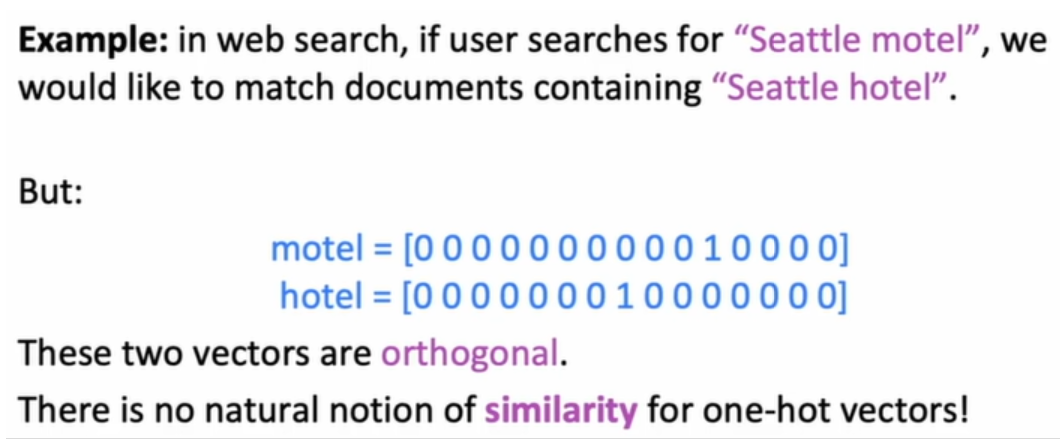 Example: in web search, if user searches for “Seattle motel”, we
would like to match documents containing “Seattle hotel”.
But:
motel = [0 0 0 0 0 0 0 0 0 0 1 0 0 0 0]
hotel = [0 0 0 0 0 0 0 1 0 0 0 0 0 0 0]
These two vectors are orthogonal.
There is no natural notion of similarity for one-hot vectors!